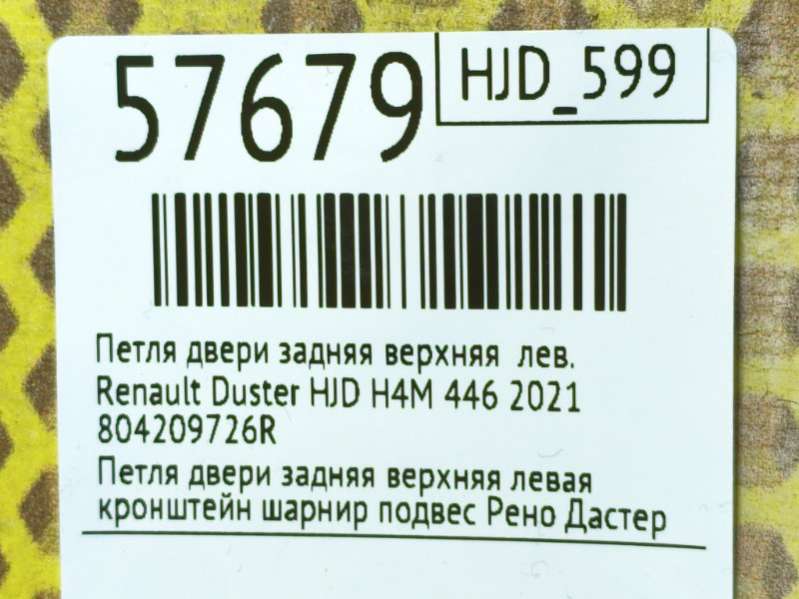 57679
HJD_599
Петля двери задняя верхняя лев.
Renault Duster HJD H4M 446 2021
804209726R
Петля двери задняя верхняя левая
кронштейн шарнир подвес Рено Дастер